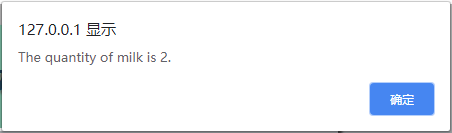 127.0.0.1 显示
The quantity of milk is 2.
确定